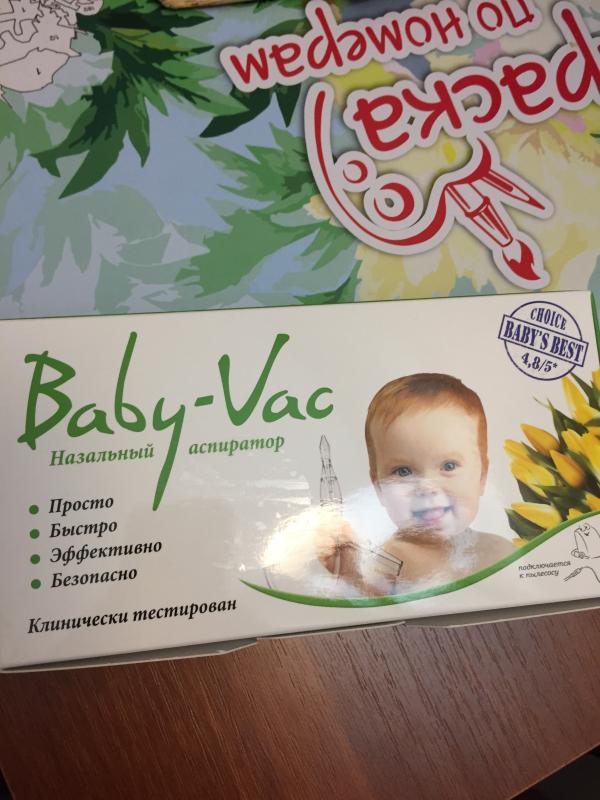 по номерам
раска
Baby-Vac
Назальный аспиратор
Просто
Быстро
Эффективно
Безопасно
Клинически тестирован
CHOICE
BABY'S BEST
4,8/5*
подключается
к пылесосу